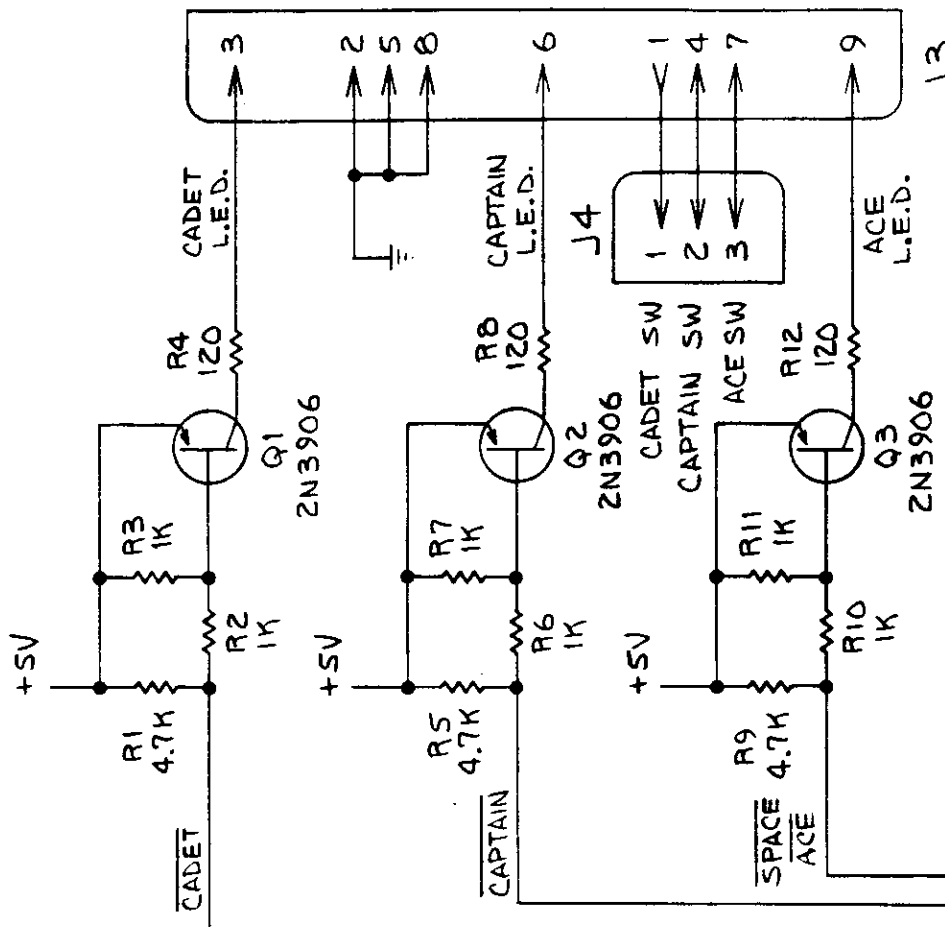 3
2
5
8
6
1
4
7
9
J3
CADET
L.E.D.
CAPTAIN
L.E.D.
J4
1
2
3
CADET SW
CAPTAIN SW
ACE SW
ACE
L.E.D.
R4
120
R8
120
R12
120
Q1
2N3906
Q2
2N3906
Q3
2N3906
R3
1K
R7
1K
R11
1K
R2
1K
R6
1K
R10
1K
+5V
+5V
+5V
R1
4.7K
R5
4.7K
R9
4.7K
CADET
CAPTAIN
SPACE
ACE